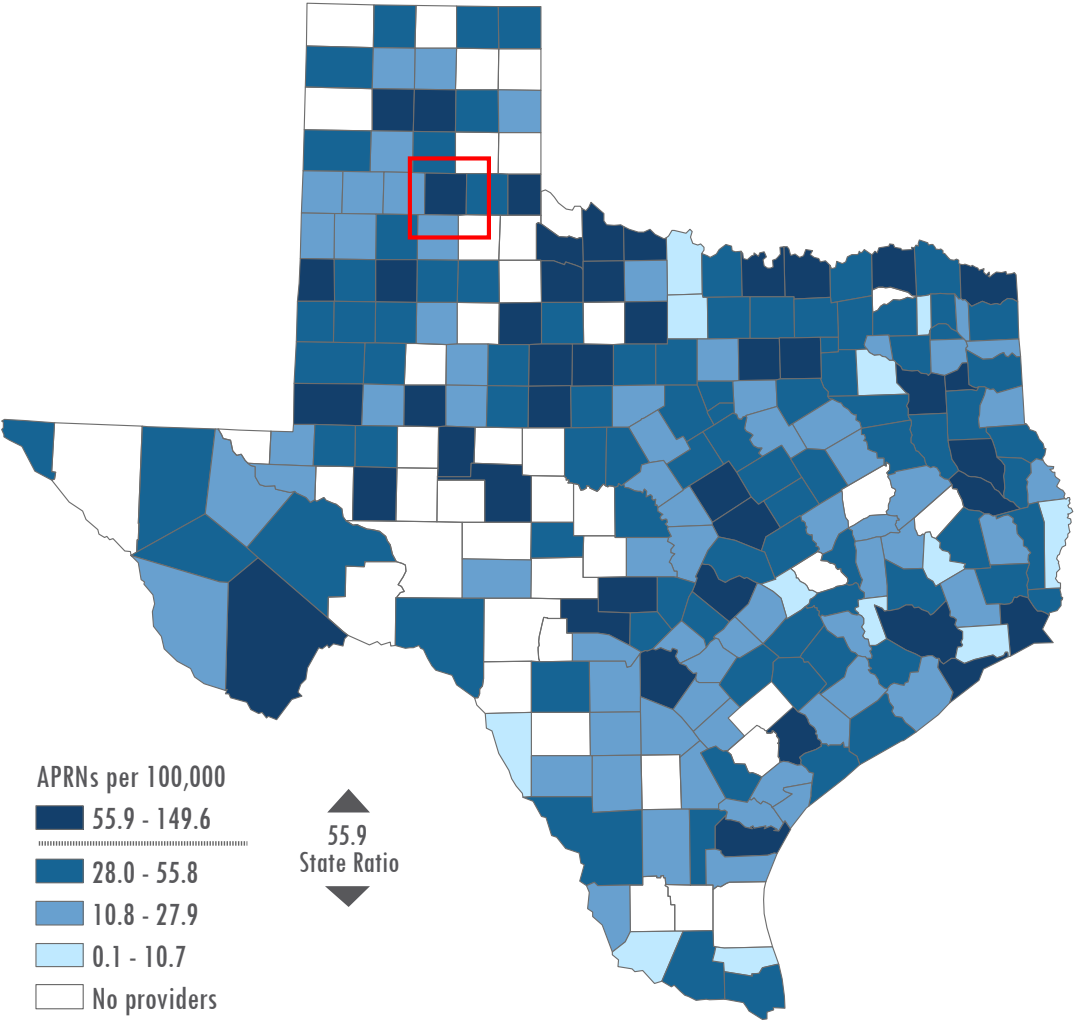 APRNs per 100,000
55.9 - 149.6
28.0 - 55.8
10.8 - 27.9
0.1 - 10.7
No providers
55.9
State Ratio